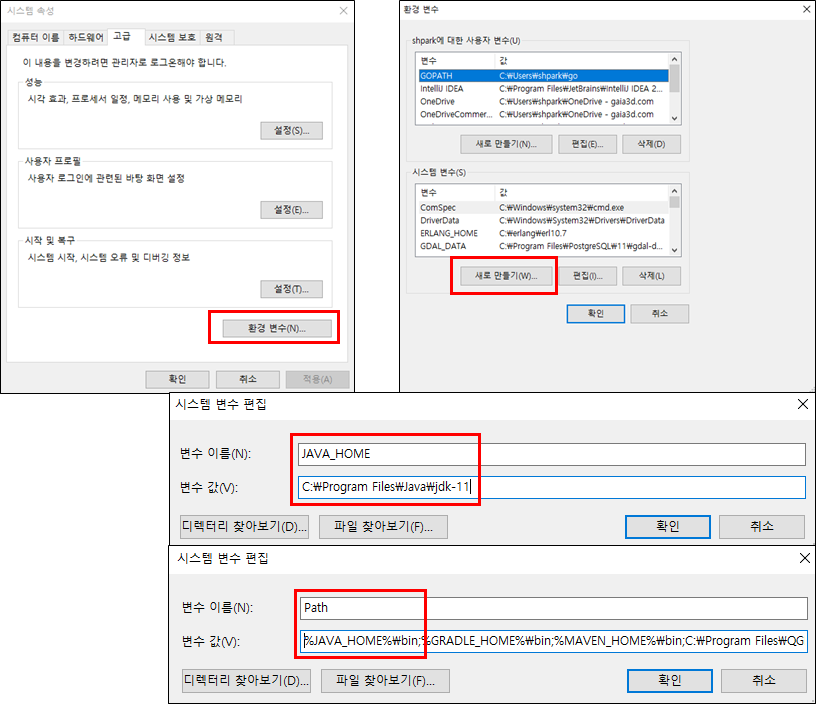 시스템 속성
컴퓨터 이름 하드웨어 고급 시스템 보호 원격
이 내용을 변경하려면 관리자로 로그온해야 합니다.
성능
시각 효과, 프로세서 일정, 메모리 사용 및 가상 메모리
설정(S)...
사용자 프로필
사용자 로그인에 관련된 바탕 화면 설정
설정(E)...
시작 및 복구
시스템 시작, 시스템 오류 및 디버깅 정보
설정(T)...
환경 변수(N)...
확인 취소 적용(A)
환경 변수
shpark에 대한 사용자 변수(U)
변수 값
GOPATH C:₩Users₩shpark₩go
IntelliJ IDEA C:₩Program Files₩JetBrains₩IntelliJ IDEA 2...
OneDrive C:₩Users₩shpark₩OneDrive - gaia3d.com
OneDriveCommer... C:₩Users₩shpark₩OneDrive - gaia3d.com
새로 만들기(N)... 편집(E)... 삭제(D)
시스템 변수(S)
변수 값
ComSpec C:₩Windows₩system32₩cmd.exe
DriverData C:₩Windows₩System32₩Drivers₩DriverData
ERLANG_HOME C:₩erlang₩erl10.7
GDAL_DATA C:₩Program Files₩PostgreSQL₩11₩gdal-d...
새로 만들기(W)... 편집(I)... 삭제(L)
확인 취소
시스템 변수 편집
변수 이름(N): JAVA_HOME
변수 값(V): C:₩Program Files₩Java₩jdk-11
디렉터리 찾아보기(D)... 파일 찾아보기(F)... 확인 취소
시스템 변수 편집
변수 이름(N): Path
변수 값(V): %JAVA_HOME%₩bin;%GRADLE_HOME%₩bin;%MAVEN_HOME%₩bin;C:₩Program Files₩QG
디렉터리 찾아보기(D)... 파일 찾아보기(F)... 확인 취소